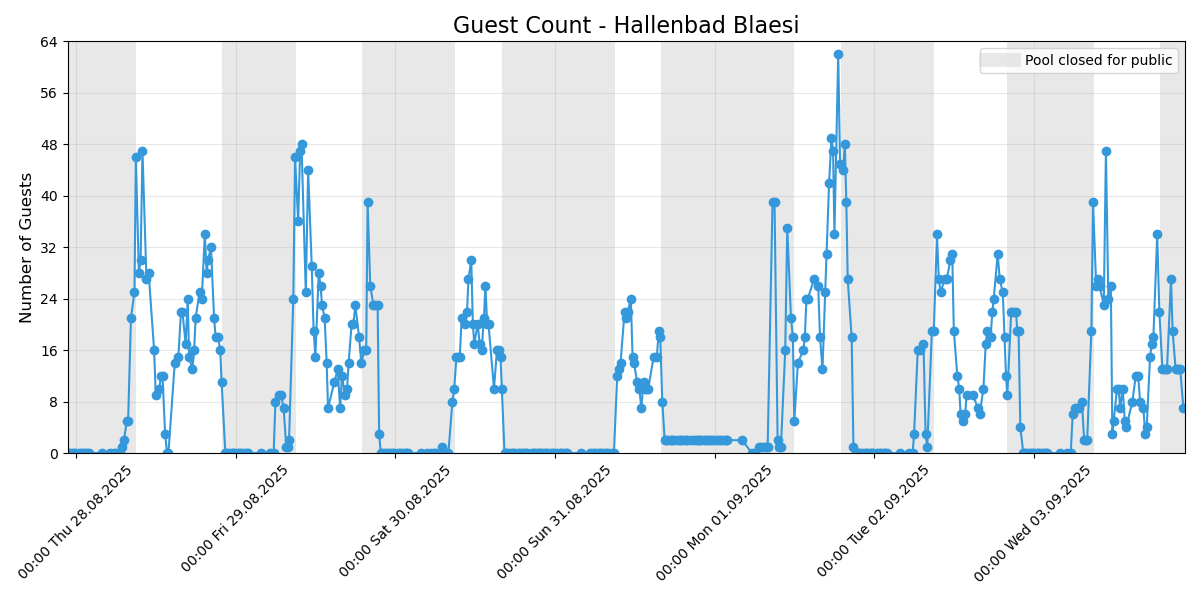 Guest Count - Hallenbad Blaesi
Pool closed for public
Number of Guests
64
56
48
40
32
24
16
8
0
00:00 Thu 28.08.2025
00:00 Fri 29.08.2025
00:00 Sat 30.08.2025
00:00 Sun 31.08.2025
00:00 Mon 01.09.2025
00:00 Tue 02.09.2025
00:00 Wed 03.09.2025